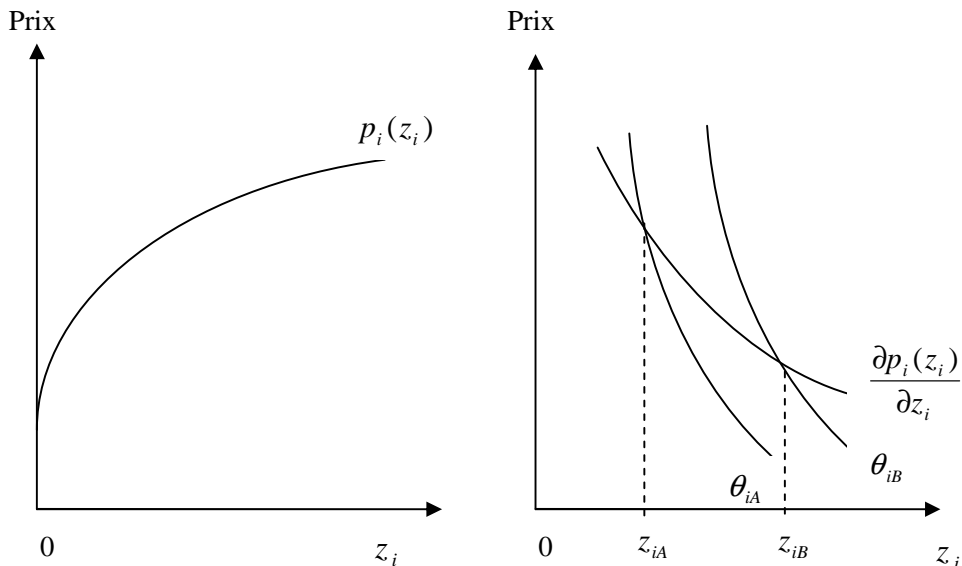 Prix
p_i(z_i)
0
z_i
Prix
∂p_i(z_i)
∂z_i
θ_iB
θ_iA
0
z_iA
z_iB
z_i